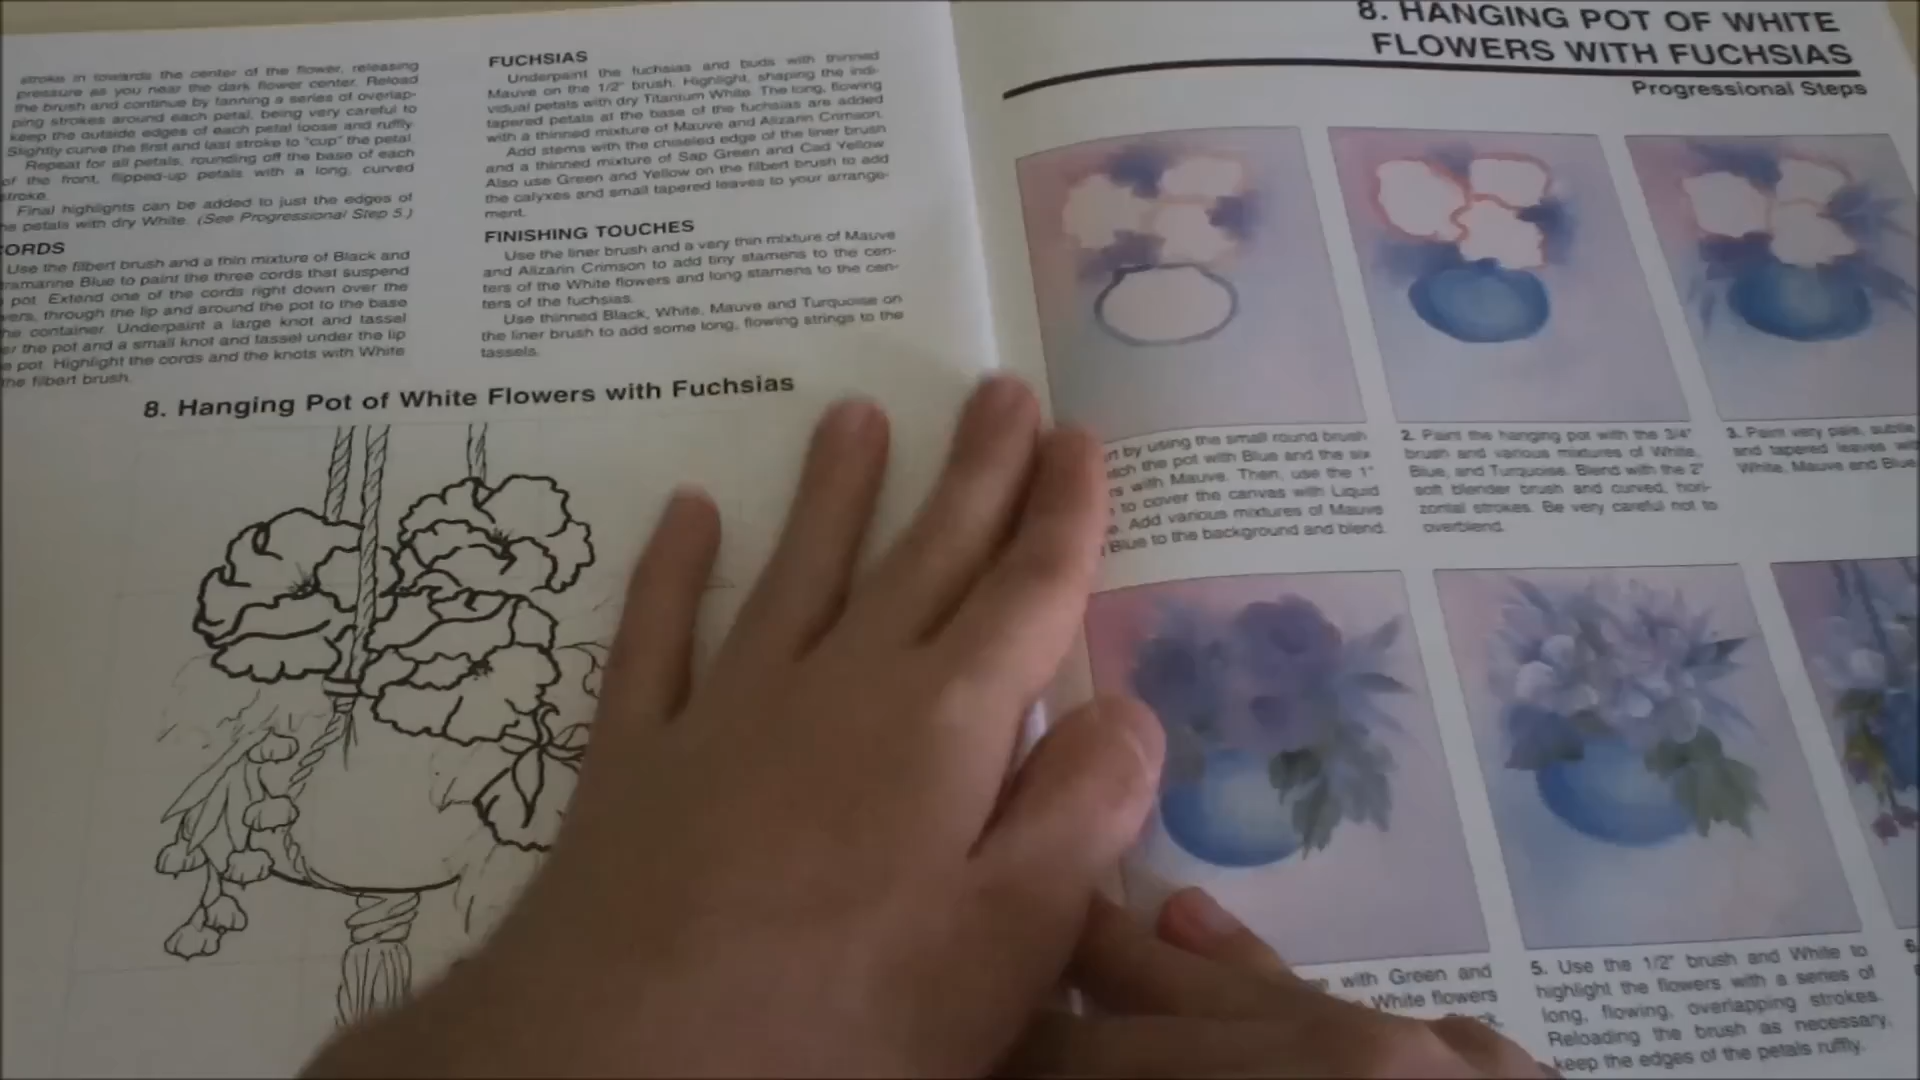 stroke in towards the center of the flower, releasing
pressure as you near the dark flower center. Reload
the brush and continue by fanning a series of overlap-
ping strokes around each petal, being very careful to
keep the outside edges of each petal loose and ruffly.
Slightly curve the first and last stroke to "cup" the petal.
Repeat for all petals, rounding off the base of each
of the front, flipped-up petals with a long, curved
stroke.
Final highlights can be added to just the edges of
petals with dry White. (See Progressional Step 5.)
CORDS
Use the filbert brush and a thin mixture of Black and
ramarine Blue to paint the three cords that suspend
pot. Extend one of the cords right down over the
wers, through the lip and around the pot to the base
the container. Underpaint a large knot and tassel
er the pot and a small knot and tassel under the lip
e pot. Highlight the cords and the knots with White
the filbert brush.
FUCHSIAS
Underpaint the fuchsias and buds with thinned
Mauve on the 1/2" brush. Highlight, shaping the indi-
vidual petals with dry Titanium White. The long, flowing
tapered petals at the base of the fuchsias are added
with a thinned mixture of Mauve and Alizarin Crimson.
Add stems with the chiseled edge of the liner brush
and a thinned mixture of Sap Green and Cad Yellow.
Also use Green and Yellow on the filbert brush to add
the calyxes and small tapered leaves to your arrange-
ment.
FINISHING TOUCHES
Use the liner brush and a very thin mixture of Mauve
and Alizarin Crimson to add tiny stamens to the cen-
ters of the White flowers and long stamens to the cen-
ters of the fuchsias.
Use thinned Black, White, Mauve and Turquoise on
the liner brush to add some long, flowing strings to the
tassels.
8. Hanging Pot of White Flowers with Fuchsias
8. HANGING POT OF WHITE
FLOWERS WITH FUCHSIAS
Progressional Steps
by using the small round brush
the pot with Blue and the six
with Mauve. Then, use the 1"
to cover the canvas with Liquid
Add various mixtures of Mauve
Blue to the background and blend.
2. Paint the hanging pot with the 3/4"
brush and various mixtures of White,
Blue, and Turquoise. Blend with the 2"
soft blender brush and curved, hori-
zontal strokes. Be very careful not to
overblend.
3. Paint very pale, subtle
and tapered leaves with
White, Mauve and Blue
with Green and
White flowers
5. Use the 1/2" brush and White to
highlight the flowers with a series of
long, flowing, overlapping strokes.
Reloading the brush as necessary,
keep the edges of the petals ruffly.
6.